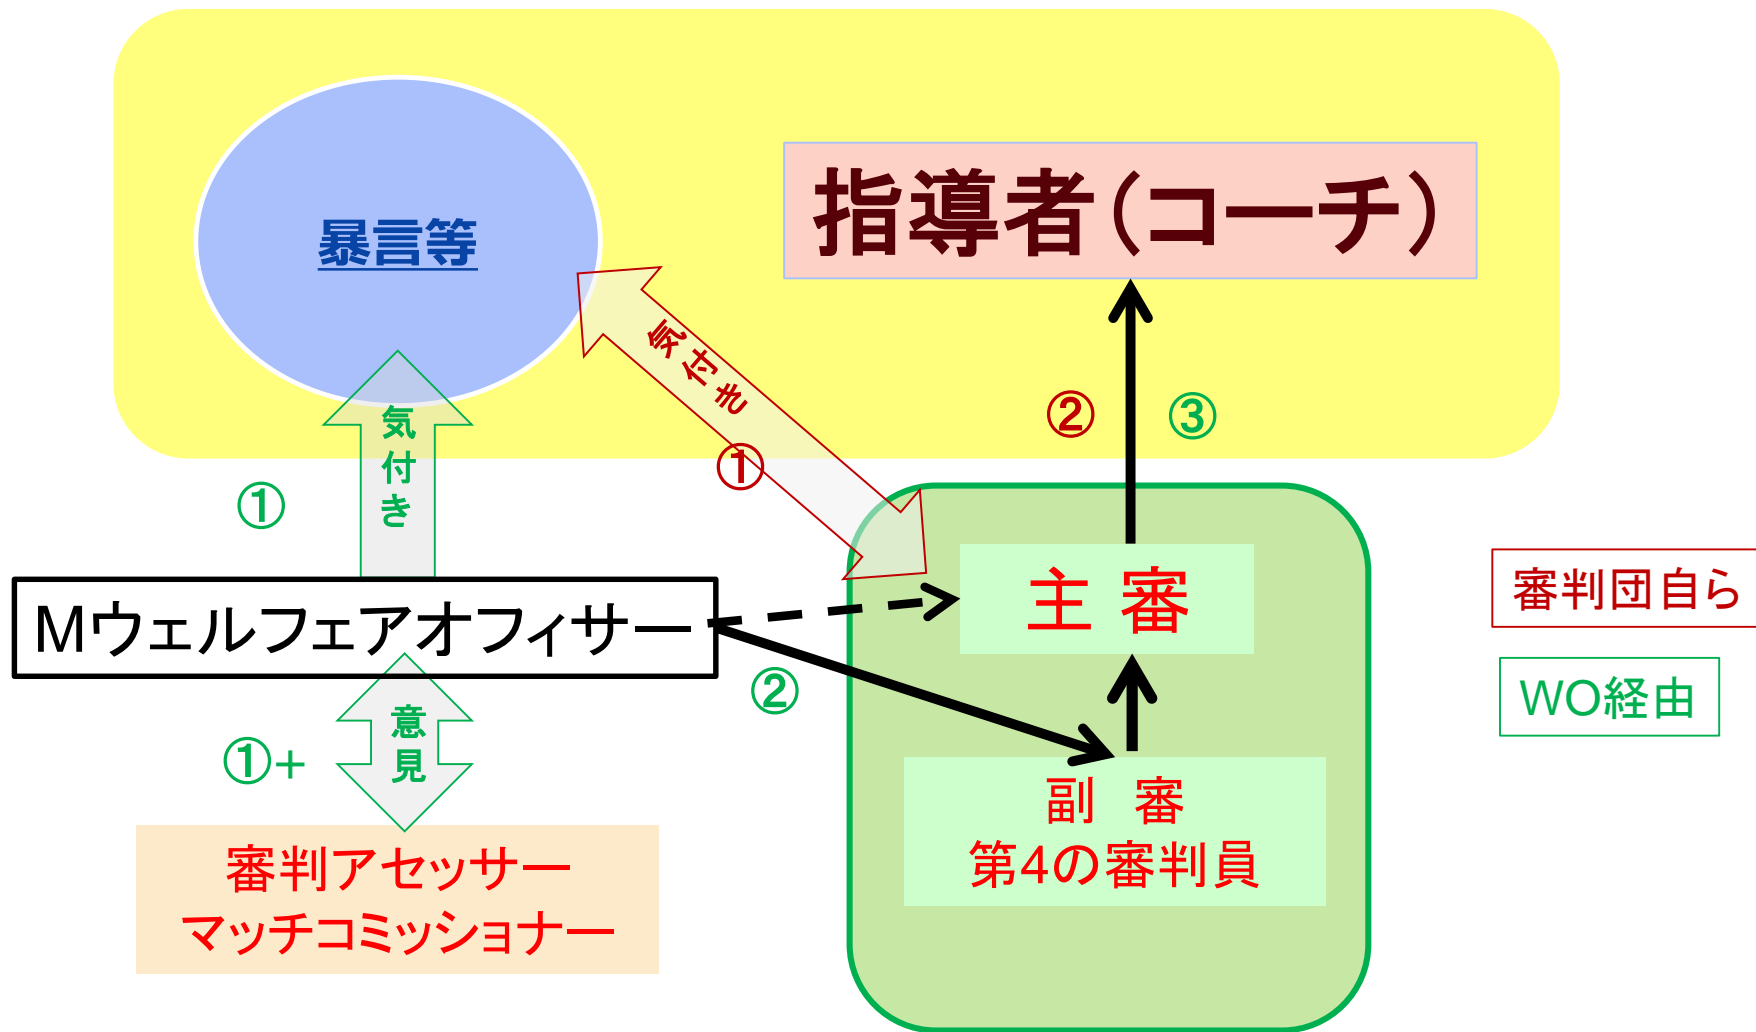 暴言等
指導者（コーチ）
気付き
①
②
③
気付き
①
Mウェルフェアオフィサー
②
主 審
審判団自ら
WO経由
意見
①+
副 審
第4の審判員
審判アセッサー
マッチコミッショナー